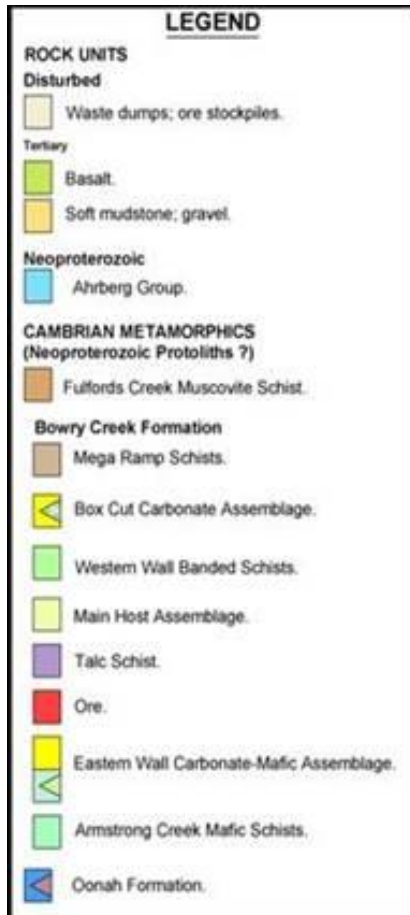 LEGEND
ROCK UNITS
Disturbed
Waste dumps; ore stockpiles.
Tertiary
Basalt.
Soft mudstone; gravel.
Neoproterozoic
Ahrberg Group.
CAMBRIAN METAMORPHICS
(Neoproterozoic Protoliths ?)
Fulfords Creek Muscovite Schist.
Bowry Creek Formation
Mega Ramp Schists.
Box Cut Carbonate Assemblage.
Western Wall Banded Schists.
Main Host Assemblage.
Talc Schist.
Ore.
Eastern Wall Carbonate-Mafic Assemblage.
Armstrong Creek Mafic Schists.
Oonah Formation.